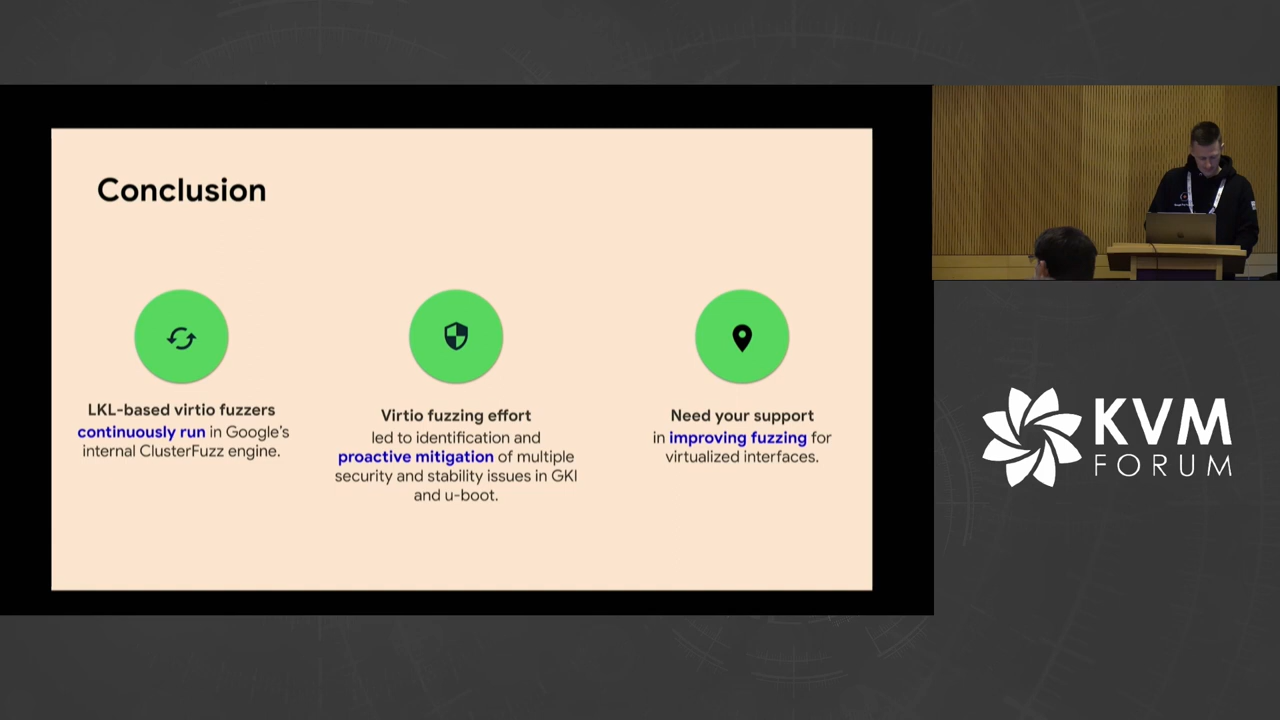 Conclusion
LKL-based virtio fuzzers
continuously run in Google's
internal ClusterFuzz engine.
Virtio fuzzing effort
led to identification and
proactive mitigation of multiple
security and stability issues in GKI
and u-boot.
Need your support
in improving fuzzing for
virtualized interfaces.
KVM
FORUM